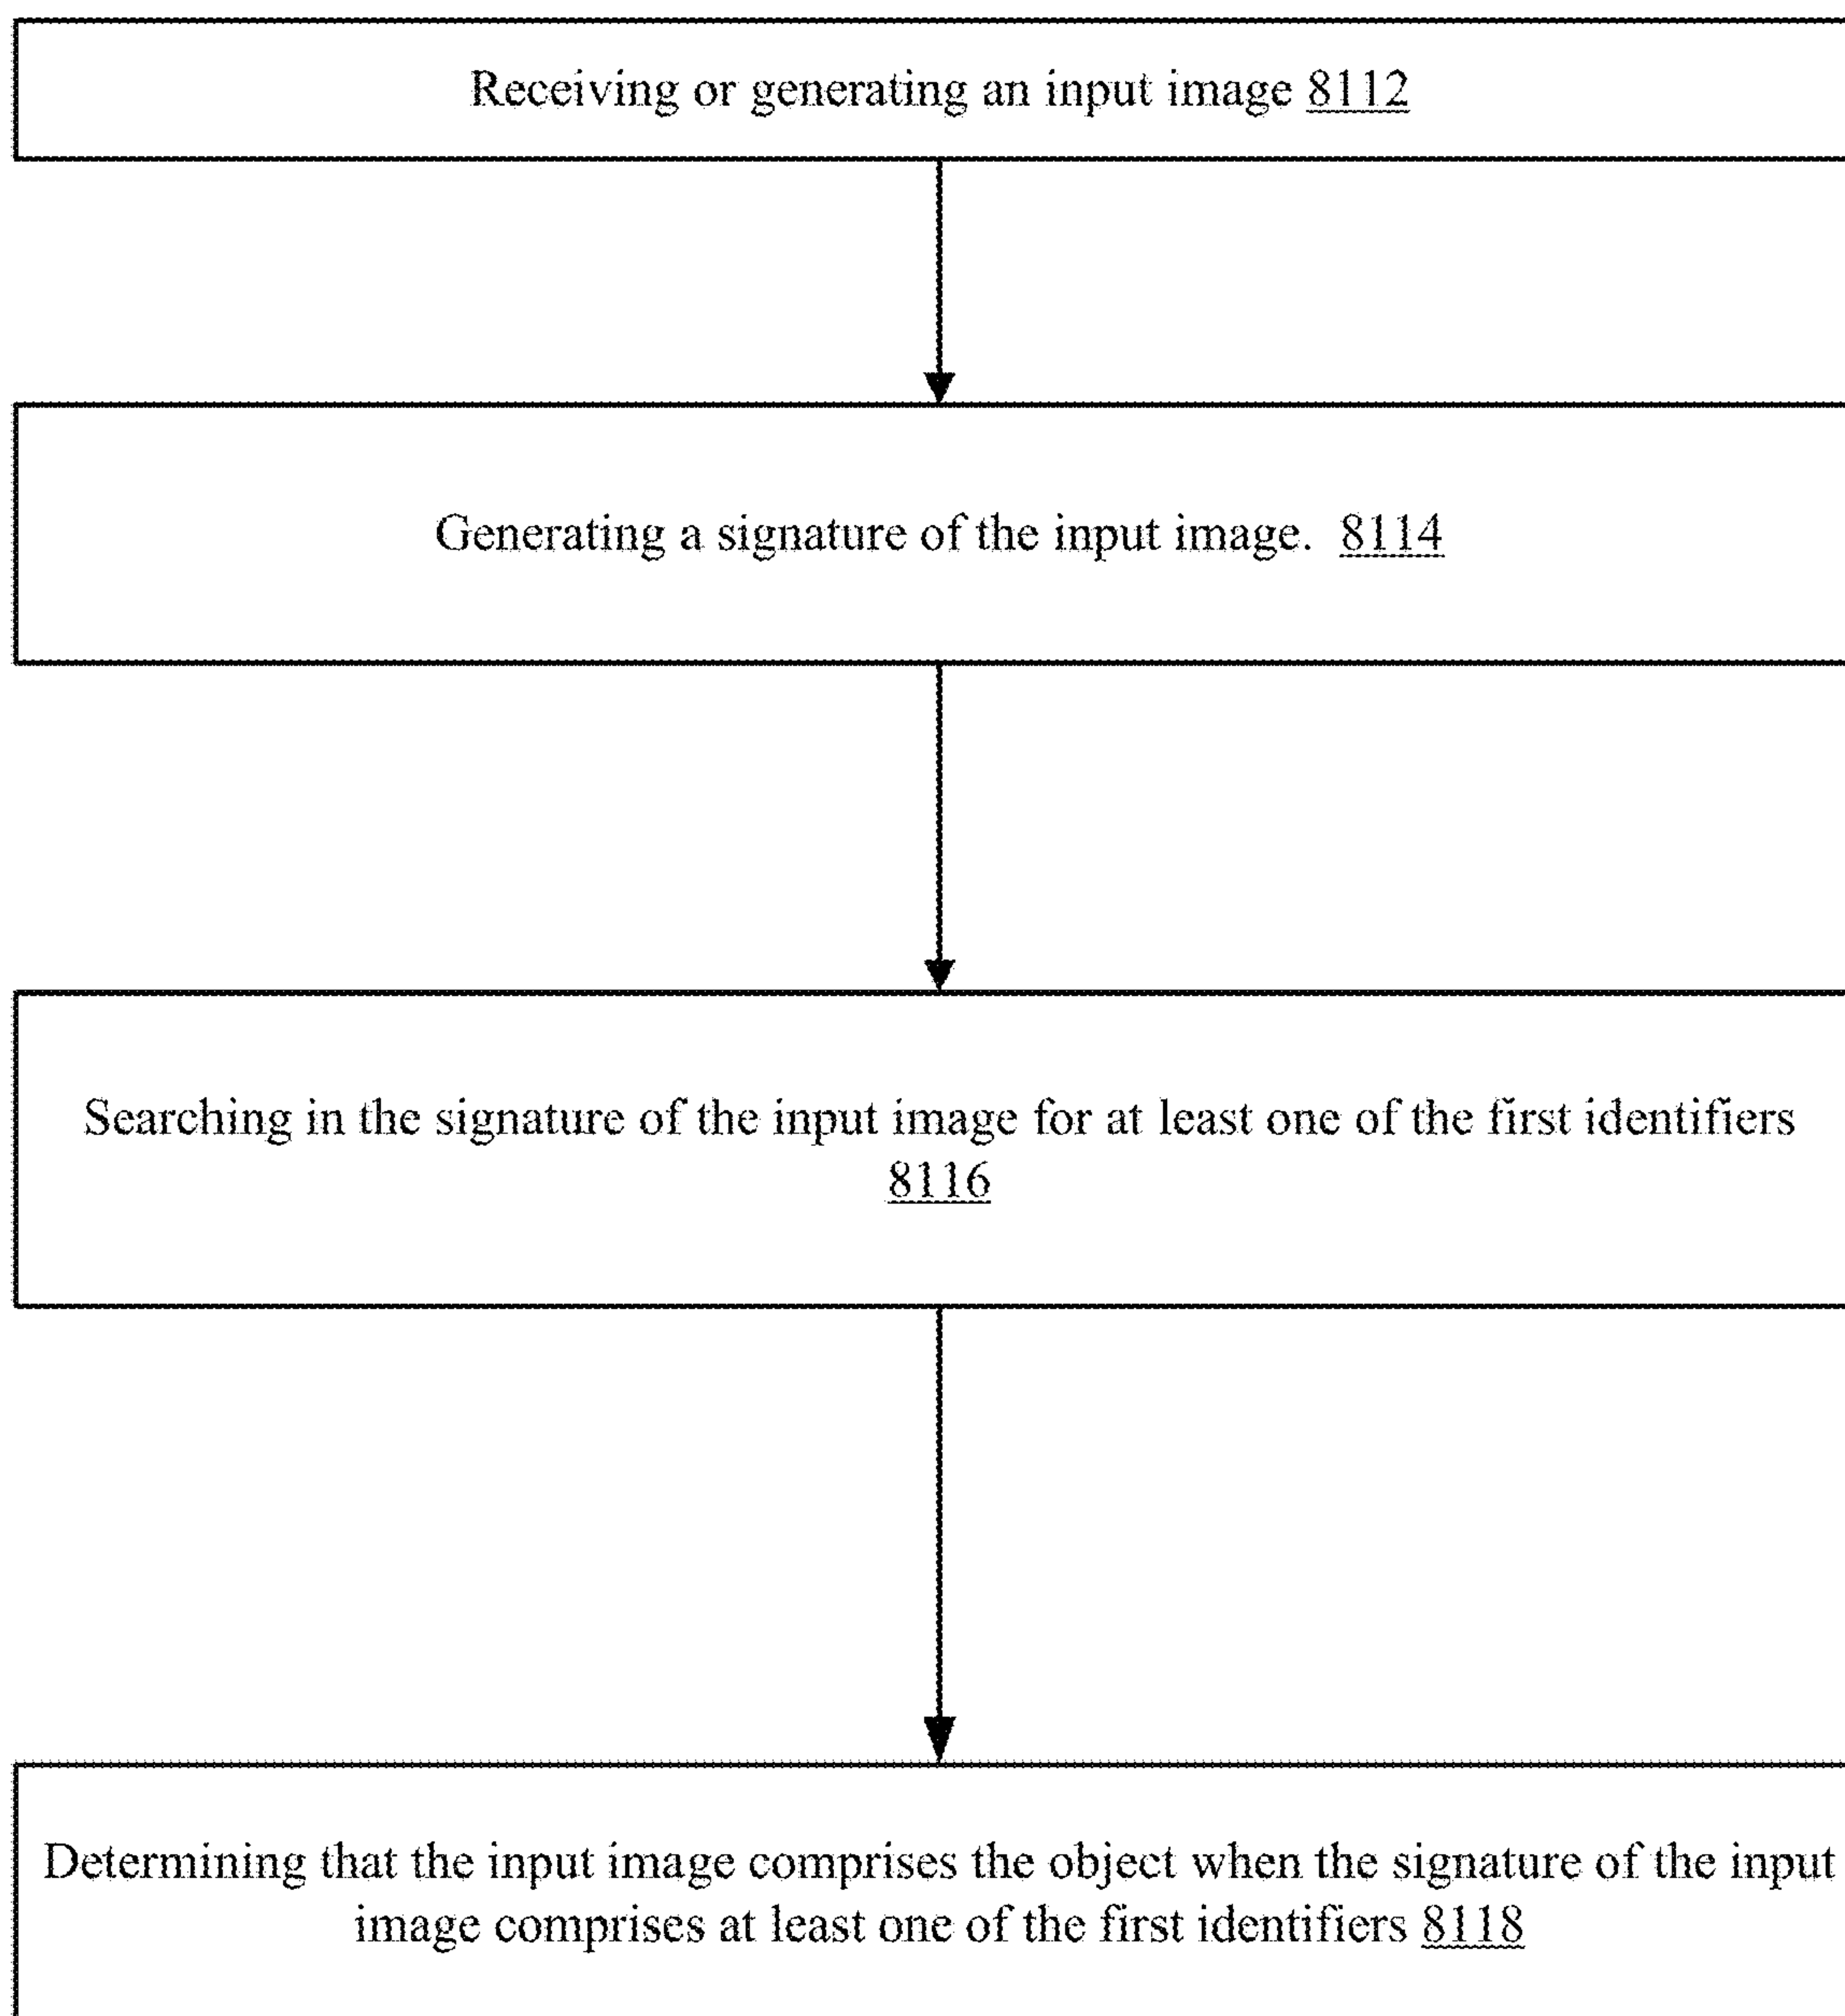 Receiving or generating an input image 8112
Generating a signature of the input image. 8114
Searching in the signature of the input image for at least one of the first identifiers
8116
Determining that the input image comprises the object when the signature of the input
image comprises at least one of the first identifiers 8118